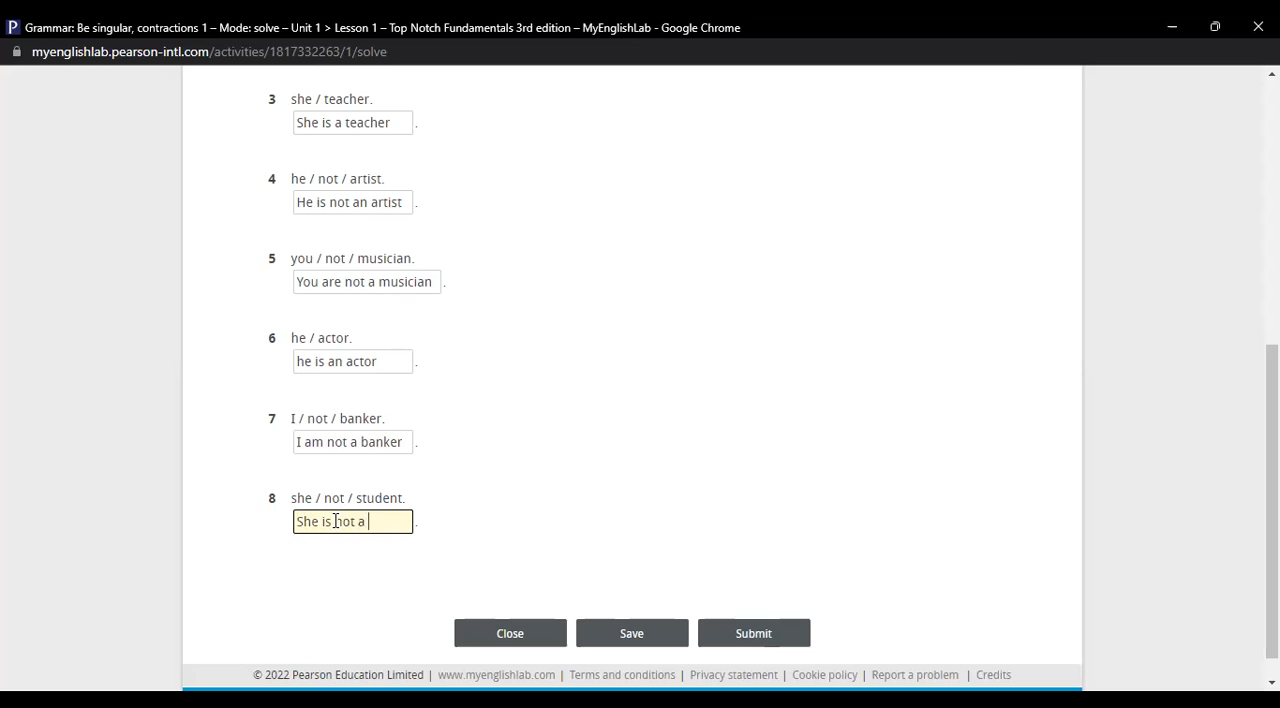 Grammar: Be singular, contractions 1 – Mode: solve – Unit 1 > Lesson 1 – Top Notch Fundamentals 3rd edition – MyEnglishLab - Google Chrome
myenglishlab.pearson-intl.com/activities/1817332263/1/solve
3 she / teacher.
She is a teacher .
4 he / not / artist.
He is not an artist .
5 you / not / musician.
You are not a musician .
6 he / actor.
he is an actor .
7 I / not / banker.
I am not a banker .
8 she / not / student.
She is not a .
Close Save Submit
© 2022 Pearson Education Limited | www.myenglishlab.com | Terms and conditions | Privacy statement | Cookie policy | Report a problem | Credits